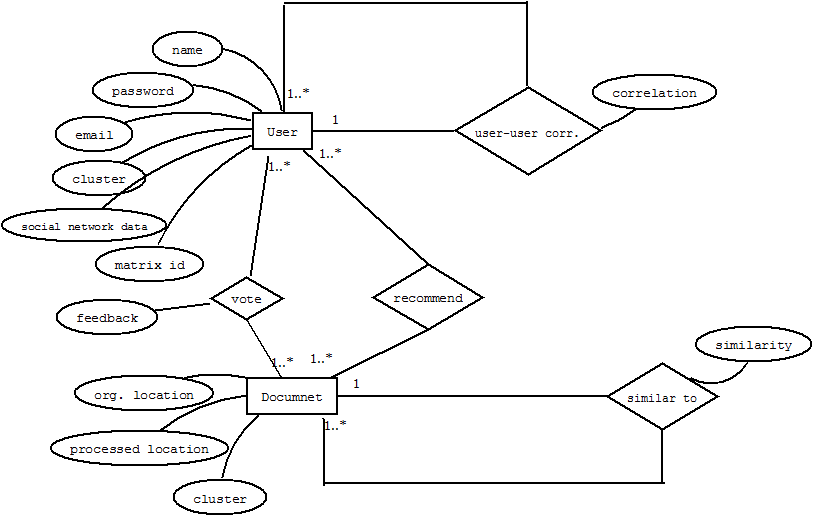 name
1..*
password
correlation
1
email
User
user-user corr.
1..*
1..*
cluster
social network data
matrix id
vote
recommend
feedback
similarity
1..*
1..*
1
org. location
Documnet
similar to
1..*
processed location
cluster